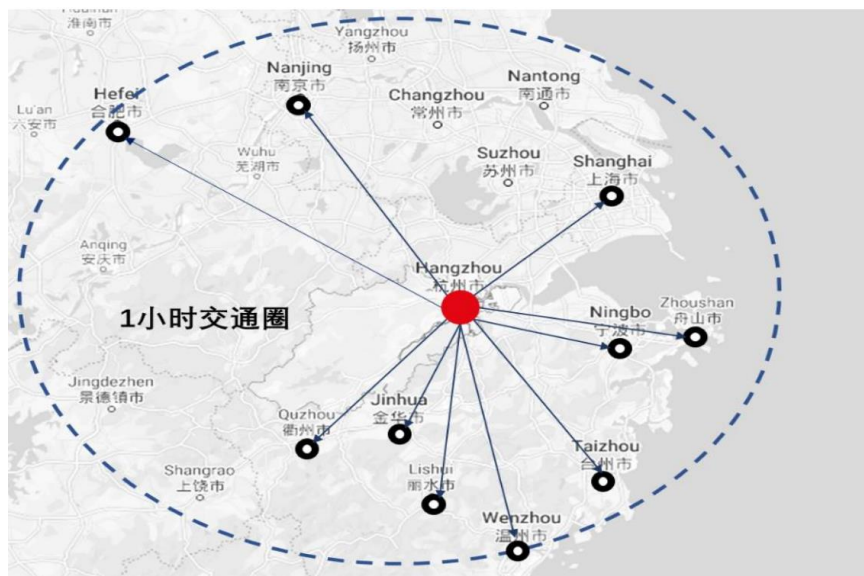 淮南市
Yangzhou
扬州市
Hefei
合肥市
Nanjing
南京市
Changzhou
常州市
Nantong
南通市
Lu'an
六安市
Wuhu
芜湖市
Suzhou
苏州市
Shanghai
上海市
Anqing
安庆市
Hangzhou
杭州市
1小时交通圈
Ningbo
宁波市
Zhoushan
舟山市
Jingdezhen
景德镇市
Quzhou
衢州市
Jinhua
金华市
Taizhou
台州市
Shangrao
上饶市
Lishui
丽水市
Wenzhou
温州市